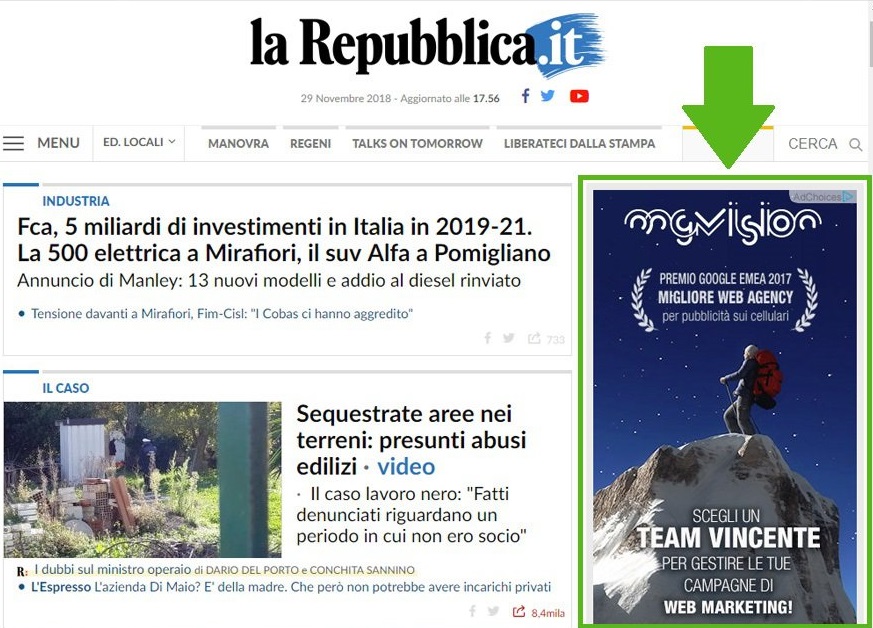 la Repubblica.it
29 Novembre 2018 - Aggiornato alle 17.56
MENU
ED. LOCALI
MANOVRA
REGENI
TALKS ON TOMORROW
LIBERATECI DALLA STAMPA
CERCA
INDUSTRIA
Fca, 5 miliardi di investimenti in Italia in 2019-21.
La 500 elettrica a Mirafiori, il suv Alfa a Pomigliano
Annuncio di Manley: 13 nuovi modelli e addio al diesel rinviato
• Tensione davanti a Mirafiori, Fim-Cisl: "I Cobas ci hanno aggredito"
733
IL CASO
Sequestrate aree nei
terreni: presunti abusi
edilizi · video
· Il caso lavoro nero: "Fatti
denunciati riguardano un
periodo in cui non ero socio"
R: I dubbi sul ministro operaio di DARIO DEL PORTO e CONCHITA SANNINO
• L'Espresso L'azienda Di Maio? E' della madre. Che però non potrebbe avere incarichi privati
8,4mila
AdChoices
mgvision
PREMIO GOOGLE EMEA 2017
MIGLIORE WEB AGENCY
per pubblicità sui cellulari
SCEGLI UN
TEAM VINCENTE
PER GESTIRE LE TUE
CAMPAGNE DI
WEB MARKETING!